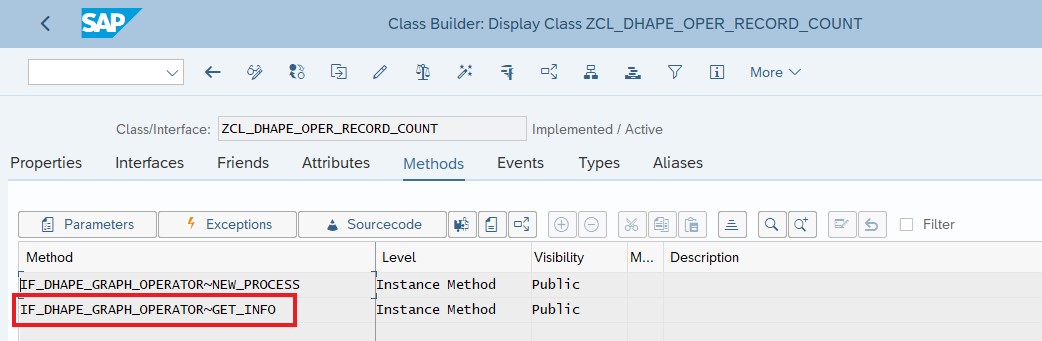 SAP
Class Builder: Display Class ZCL_DHAPE_OPER_RECORD_COUNT
More
Class/Interface: ZCL_DHAPE_OPER_RECORD_COUNT Implemented / Active
Properties Interfaces Friends Attributes Methods Events Types Aliases
Parameters Exceptions Sourcecode Filter
Method Level Visibility M... Description
IF_DHAPE_GRAPH_OPERATOR~NEW_PROCESS Instance Method Public
IF_DHAPE_GRAPH_OPERATOR~GET_INFO Instance Method Public